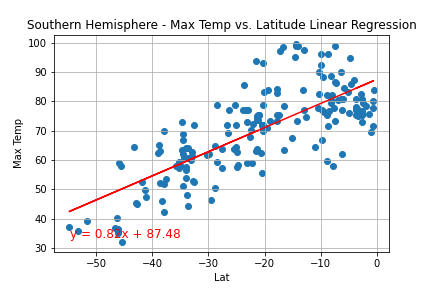 Southern Hemisphere - Max Temp vs. Latitude Linear Regression
100
90
80
70
60
50
40
30
Max Temp
y = 0.82x + 87.48
−50 −40 −30 −20 −10 0
Lat